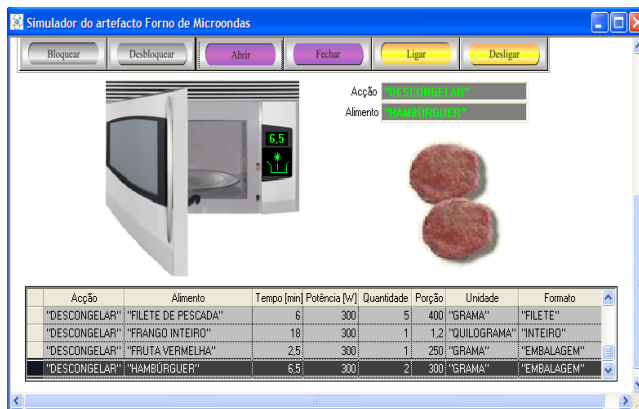 Simulador do artefacto Forno de Microondas
Bloquear Desbloquear Abrir Fechar Ligar Desligar
Acção "DESCONGELAR"
Alimento "HAMBÚRGUER"
6,5
Acção Alimento Tempo [min] Potência [W] Quantidade Porção Unidade Formato
"DESCONGELAR" "FILETE DE PESCADA" 6 300 5 400 "GRAMA" "FILETE"
"DESCONGELAR" "FRANGO INTEIRO" 18 300 1 1,2 "QUILOGRAMA" "INTEIRO"
"DESCONGELAR" "FRUTA VERMELHA" 2,5 300 1 250 "GRAMA" "EMBALAGEM"
"DESCONGELAR" "HAMBÚRGUER" 6,5 300 2 300 "GRAMA" "EMBALAGEM"